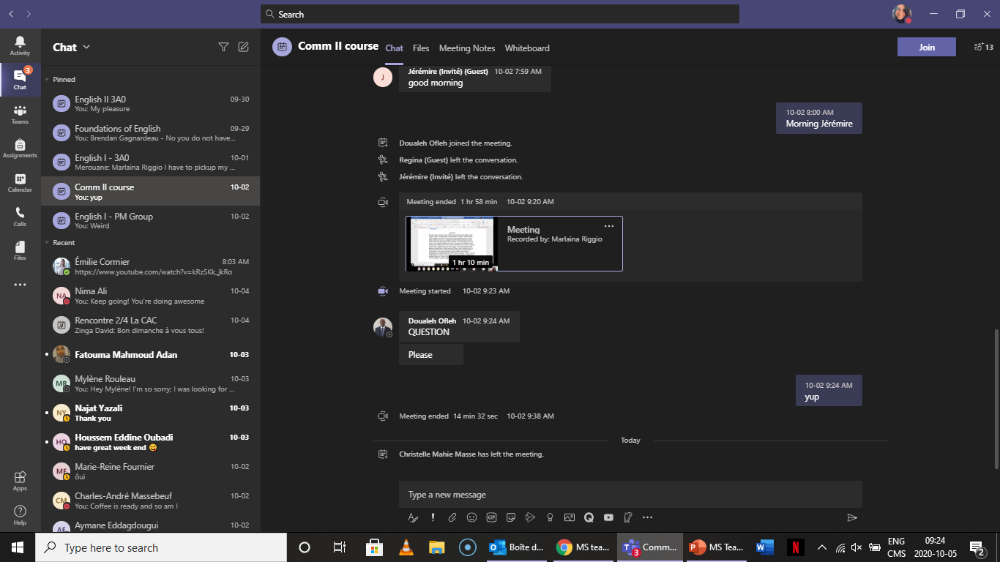 Search
Activity
3
Chat
Teams
Assignments
Calendar
Calls
Files
Apps
Help
Chat
Pinned
English II 3A0 09-30
You: My pleasure
Foundations of English 09-29
You: Brendan Gagnardeau - No you do not have...
English I - 3A0 10-01
Merouane: Marlaina Riggio I have to pickup my ...
Comm II course 10-02
You: yup
English I - PM Group 10-02
You: Weird
Recent
Émilie Cormier 8:03 AM
https://www.youtube.com/watch?v=kRzSKk_jkRo
NA
Nima Ali 10-04
You: Keep going! You're doing awesome
Rencontre 2/4 La CAC 10-04
Zinga David: Bon dimanche à vous tous!
Fatouma Mahmoud Adan 10-03
MR
Mylène Rouleau 10-03
You: Hey Mylène! I'm so sorry; I was looking for ...
NY
Najat Yazali 10-03
Thank you
HO
Houssem Eddine Oubadi 10-03
have great week end 😄
MF
Marie-Reine Fournier 10-02
ôui
CM
Charles-André Massebeuf 10-02
You: Coffee is ready and so am I
AE
Aymane Eddagdougui 10-02
Comm II course Chat Files Meeting Notes Whiteboard Join 13
J
Jérémire (Invité) (Guest) 10-02 7:59 AM
good morning
10-02 8:00 AM
Morning Jérémire
Doualeh Ofleh joined the meeting.
Regina (Guest) left the conversation.
Jérémire (Invité) left the conversation.
Meeting ended 1 hr 58 min 10-02 9:20 AM
Meeting
Recorded by: Marlaina Riggio
1 hr 10 min
Meeting started 10-02 9:23 AM
Doualeh Ofleh 10-02 9:24 AM
QUESTION
Please
10-02 9:24 AM
yup
Meeting ended 14 min 32 sec 10-02 9:38 AM
Today
Christelle Mahie Masse has left the meeting.
Type a new message
GIF
Type here to search
Boîte d...
MS tea...
3
Comm...
MS Tea...
ENG
CMS
09:24
2020-10-05
2